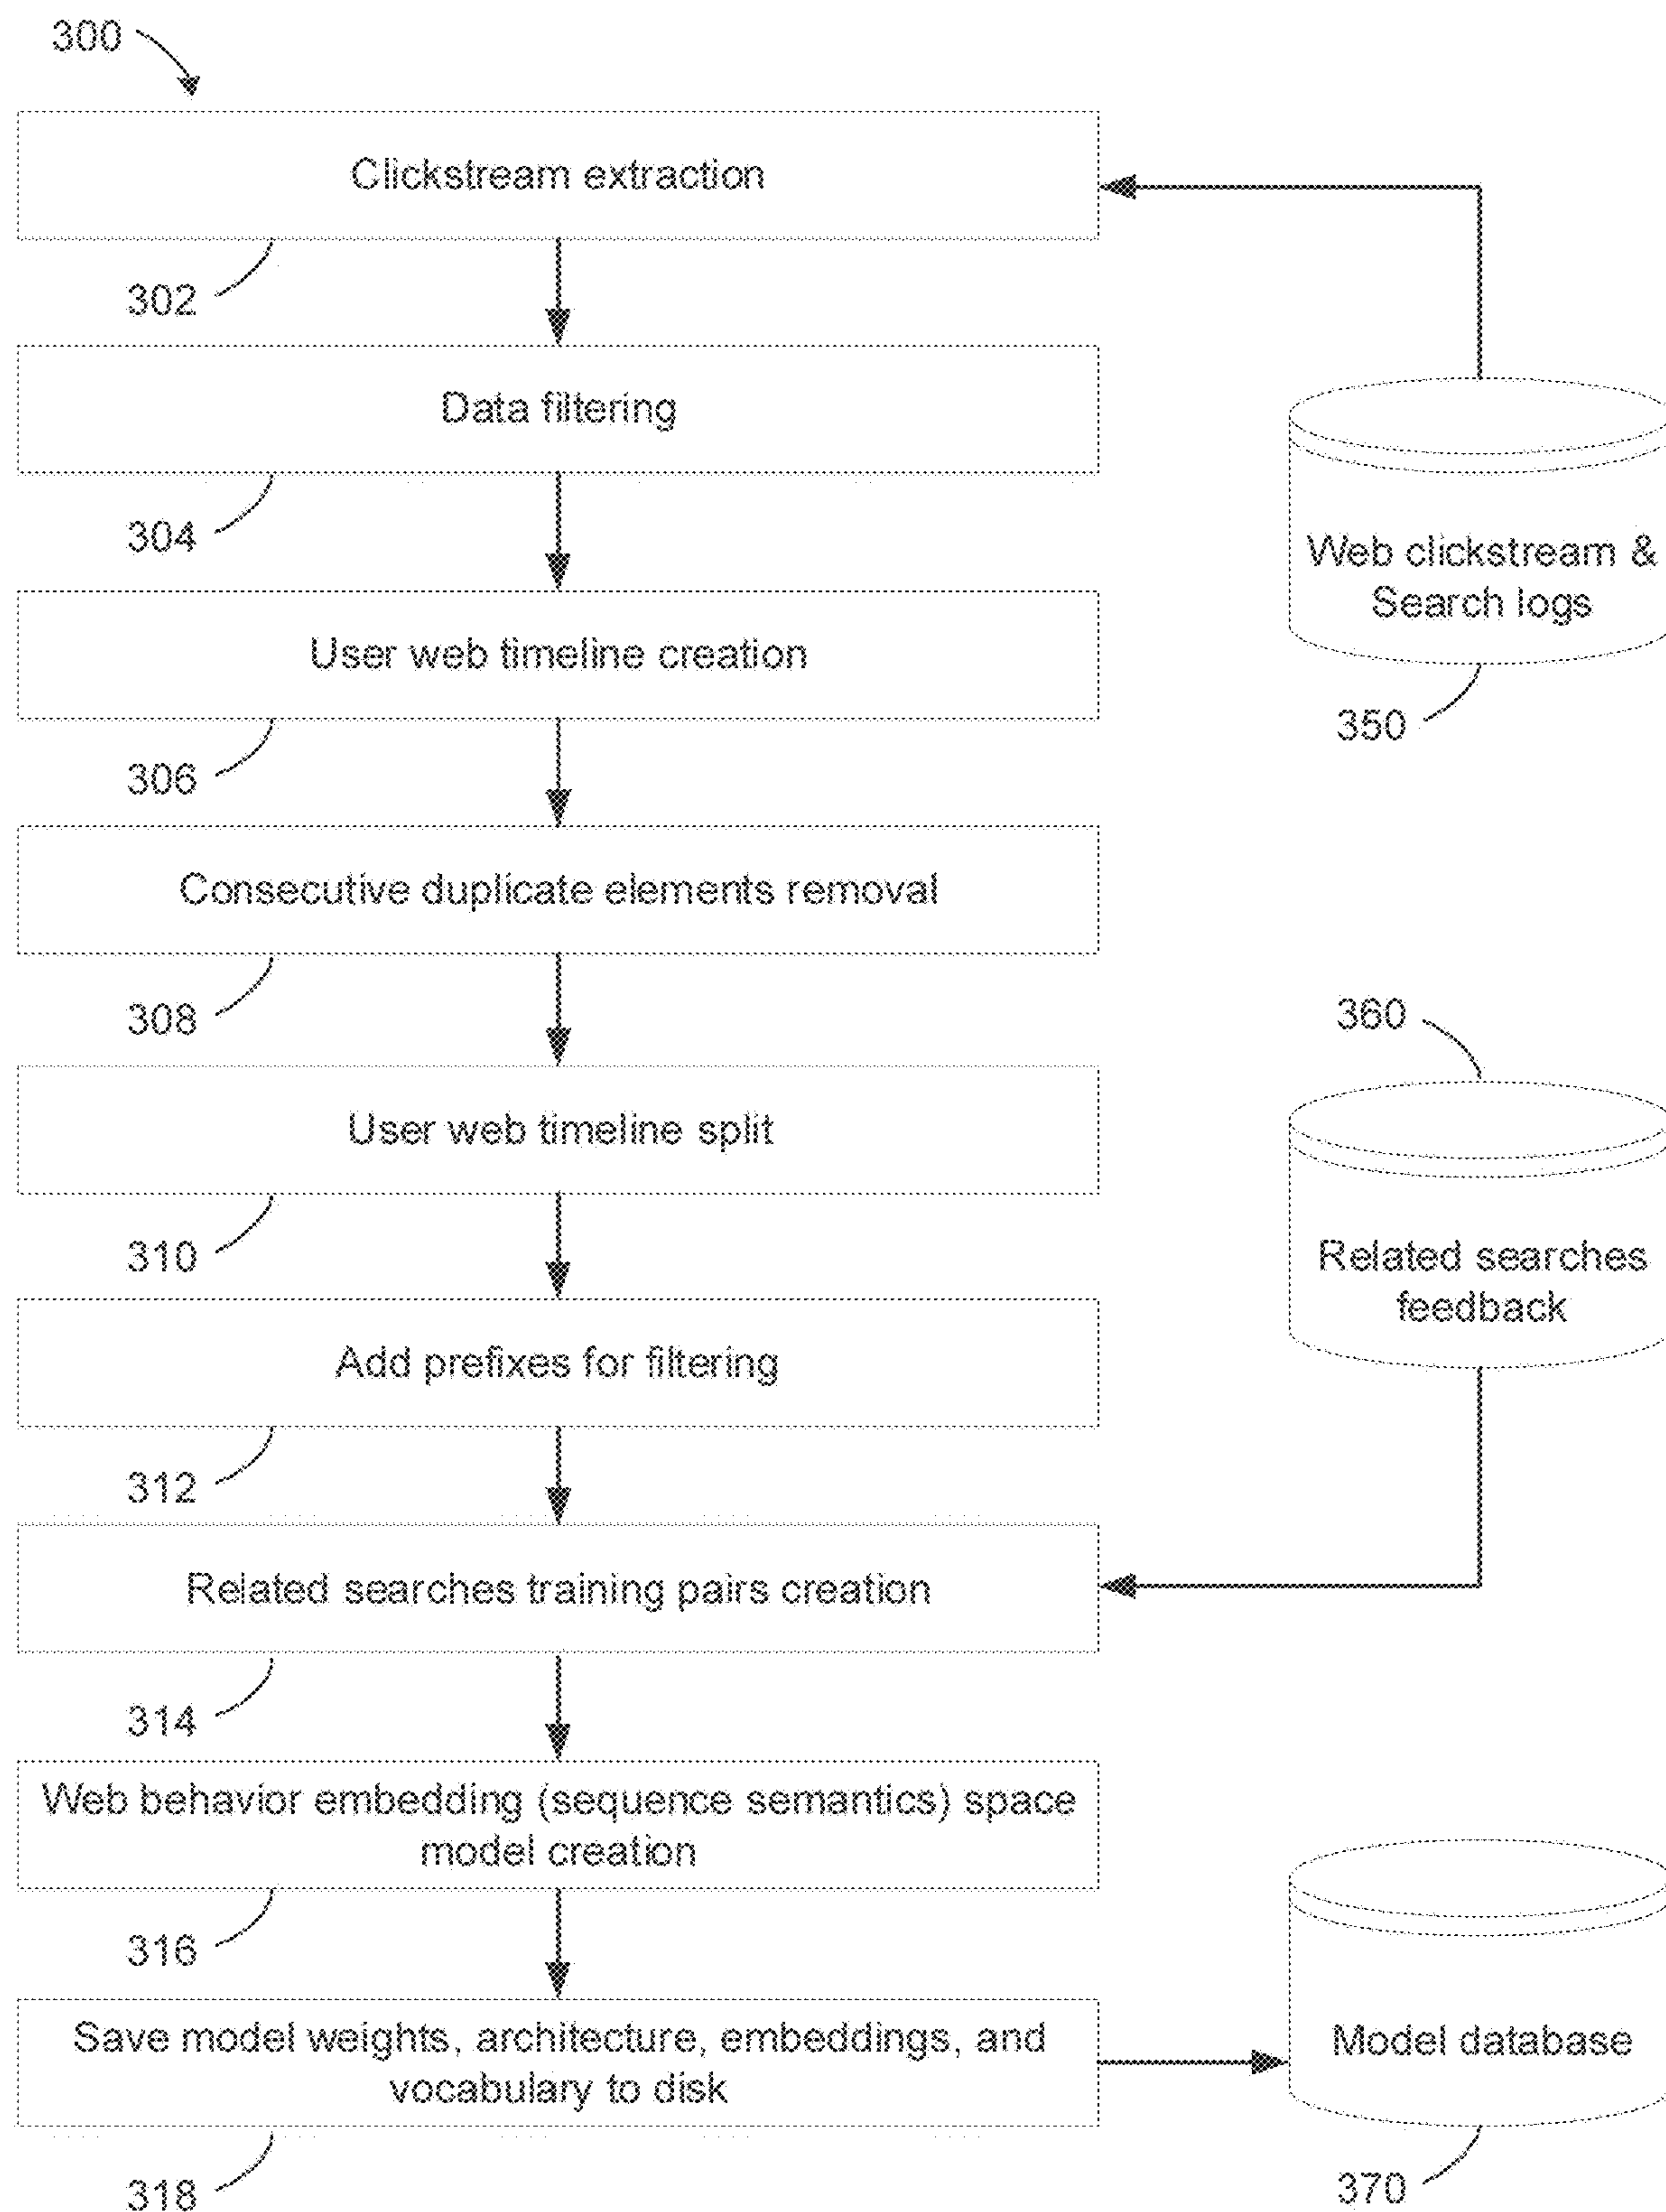 300
Clickstream extraction
302
Data filtering
304
Web clickstream &
Search logs
350
User web timeline creation
306
Consecutive duplicate elements removal
308
360
User web timeline split
310
Related searches
feedback
Add prefixes for filtering
312
Related searches training pairs creation
314
Web behavior embedding (sequence semantics) space
model creation
316
Save model weights, architecture, embeddings, and
vocabulary to disk
318
Model database
370